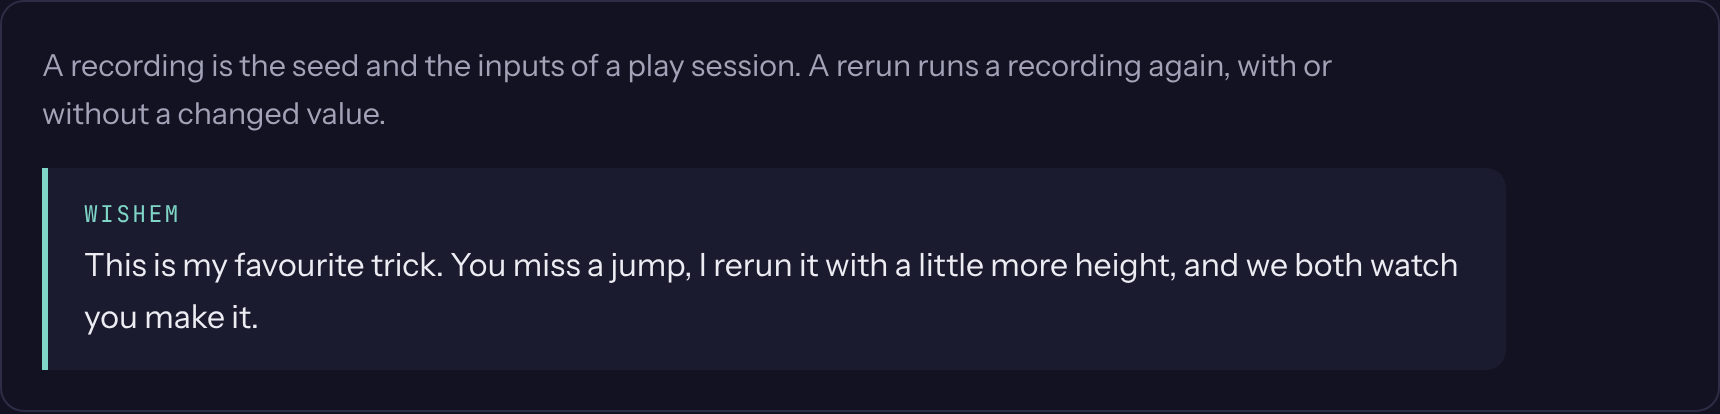 A recording is the seed and the inputs of a play session. A rerun runs a recording again, with or
without a changed value.
WISHEM
This is my favourite trick. You miss a jump, I rerun it with a little more height, and we both watch
you make it.